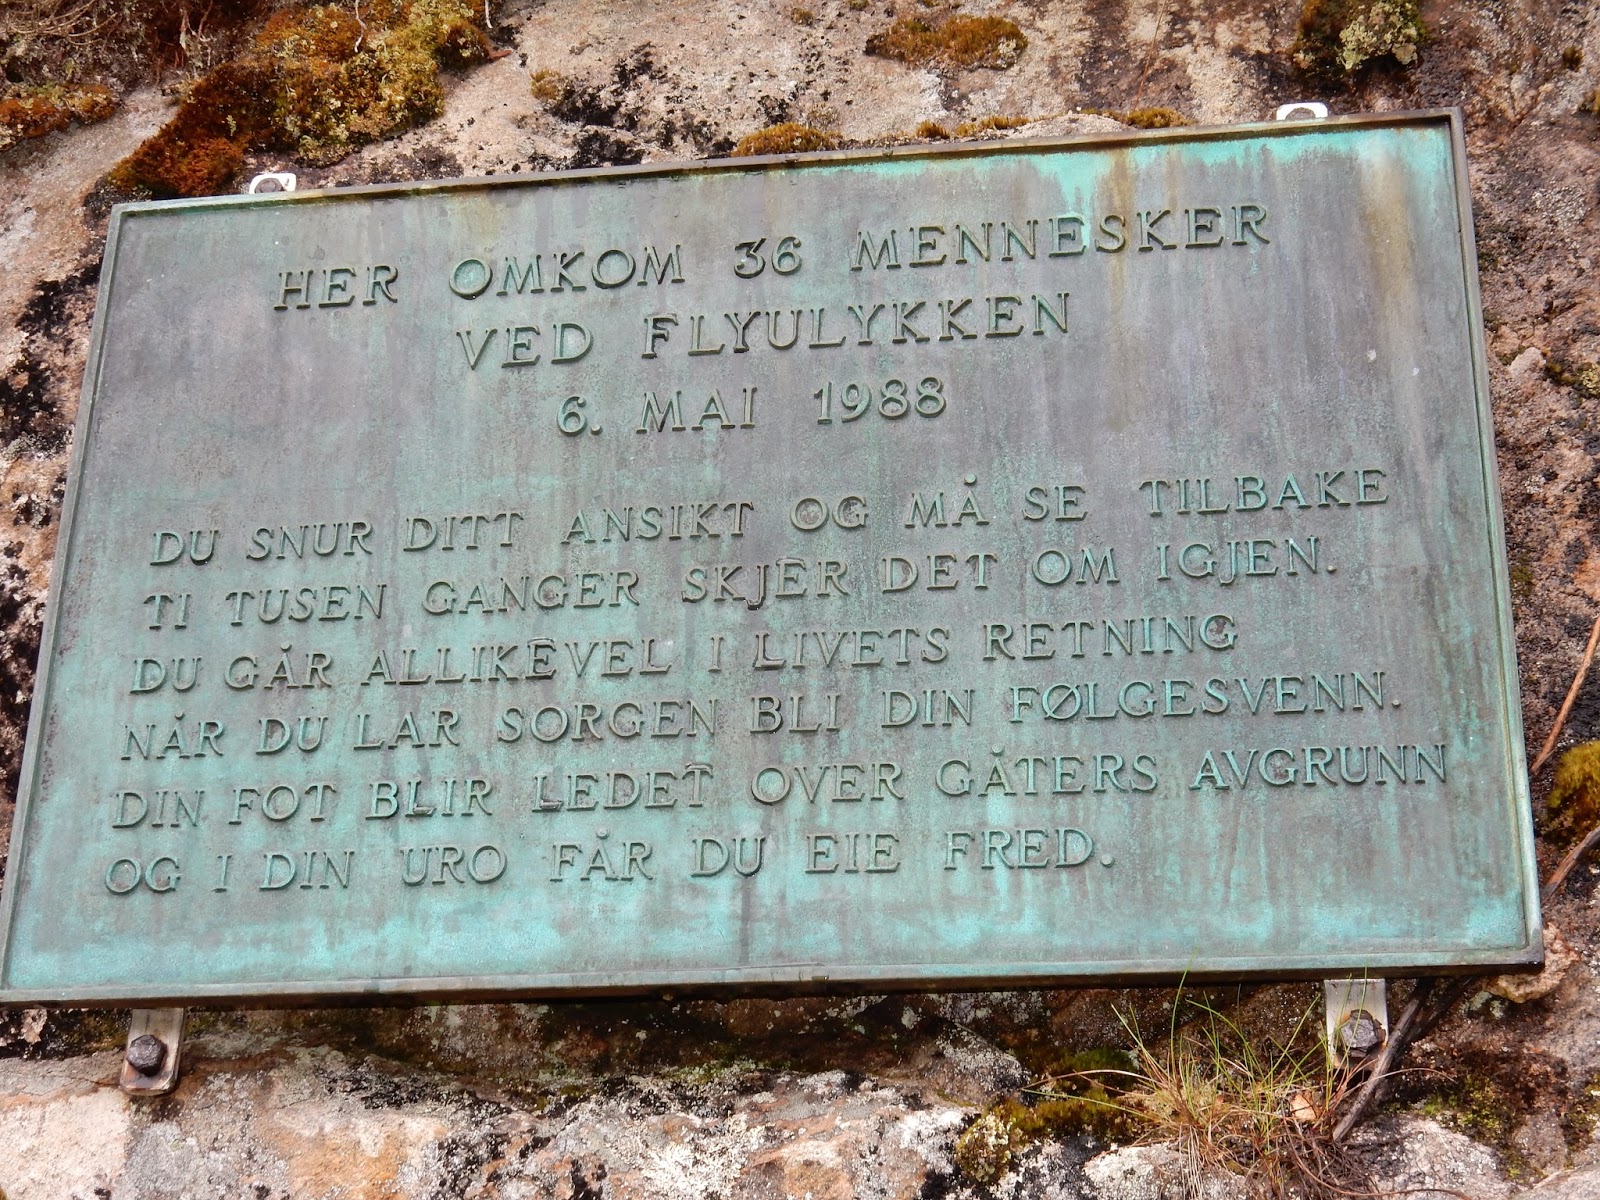 HER OMKOM 36 MENNESKER
VED FLYULYKKEN
6. MAI 1988
DU SNUR DITT ANSIKT OG MÅ SE TILBAKE
TI TUSEN GANGER SKJER DET OM IGJEN.
DU GÅR ALLIKEVEL I LIVETS RETNING
NÅR DU LAR SORGEN BLI DIN FØLGESVENN.
DIN FOT BLIR LEDET OVER GÅTERS AVGRUNN
OG I DIN URO FÅR DU EIE FRED.